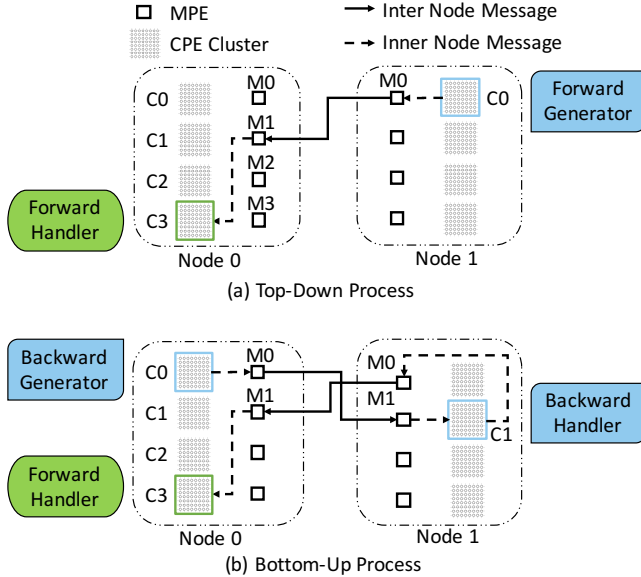 MPE
CPE Cluster
Inter Node Message
Inner Node Message
C0
C1
C2
C3
M0
M1
M2
M3
M0
C0
Forward
Generator
Forward
Handler
Node 0
Node 1
(a) Top-Down Process
Backward
Generator
C0
C1
C2
C3
M0
M1
M0
M1
C1
Backward
Handler
Forward
Handler
Node 0
Node 1
(b) Bottom-Up Process